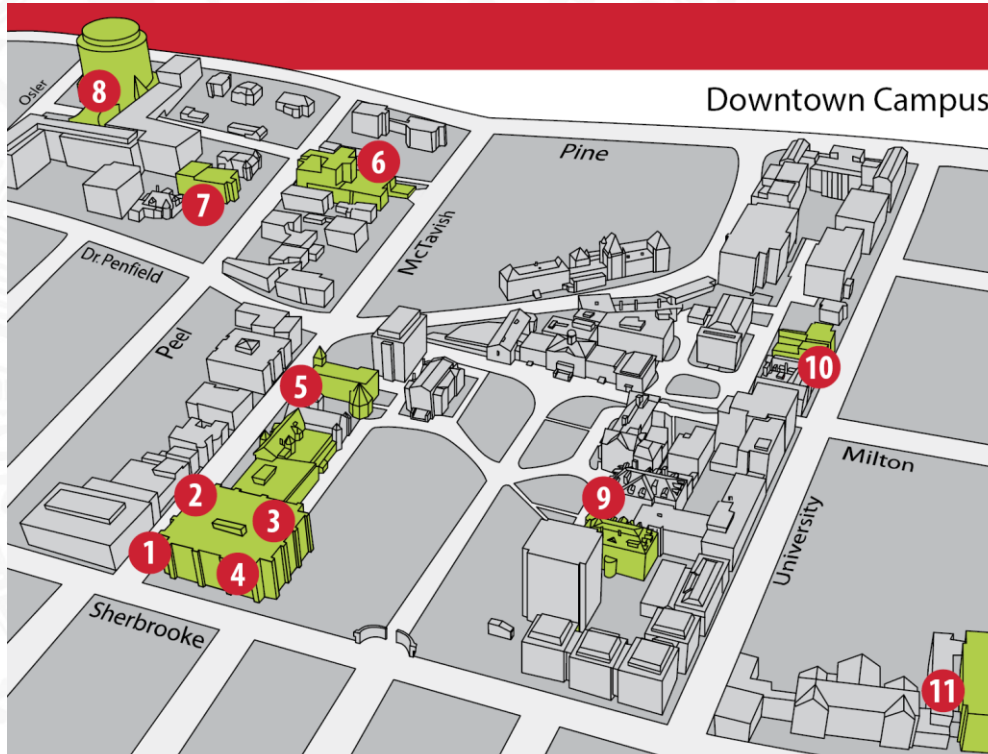 Downtown Campus
Osler
8
Pine
6
7
McTavish
Dr. Penfield
Peel
5
10
Milton
2
9
3
University
1
4
Sherbrooke
11